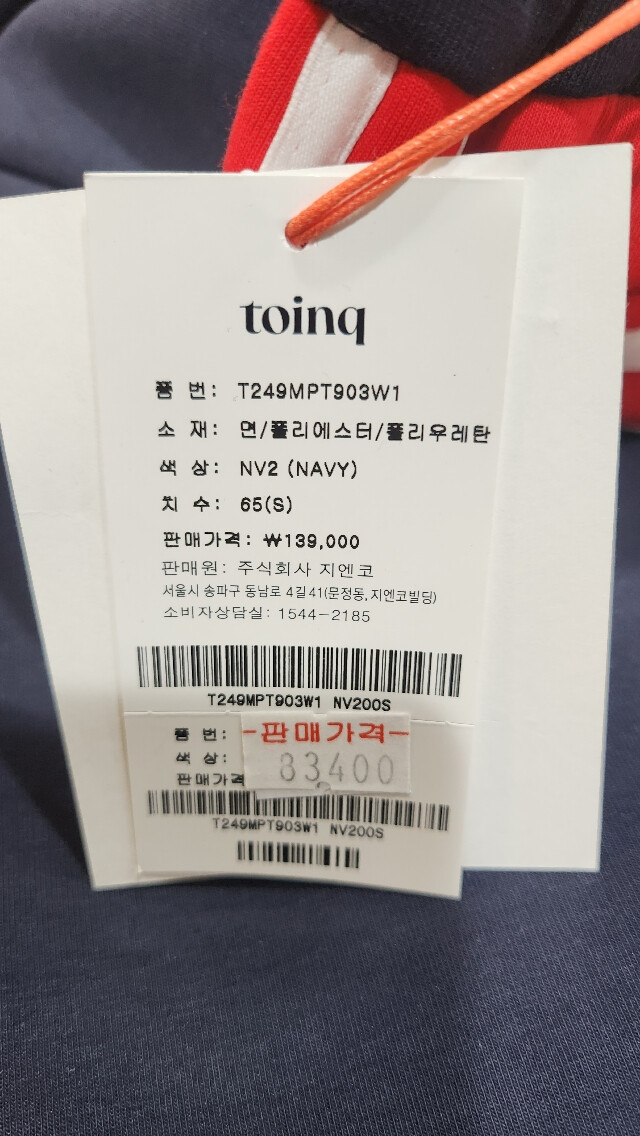 toinq
품 번: T249MPT903W1
소 재: 면/폴리에스터/폴리우레탄
색 상: NV2 (NAVY)
치 수: 65(S)
판매가격: ₩139,000
판매원: 주식회사 지엔코
서울시 송파구 동남로 4길 41(문정동, 지엔코빌딩)
소비자상담실: 1544-2185
T249MPT903W1 NV200S
품 번:
-판매가격-
색 상:
83400
판매가격
T249MPT903W1 NV200S